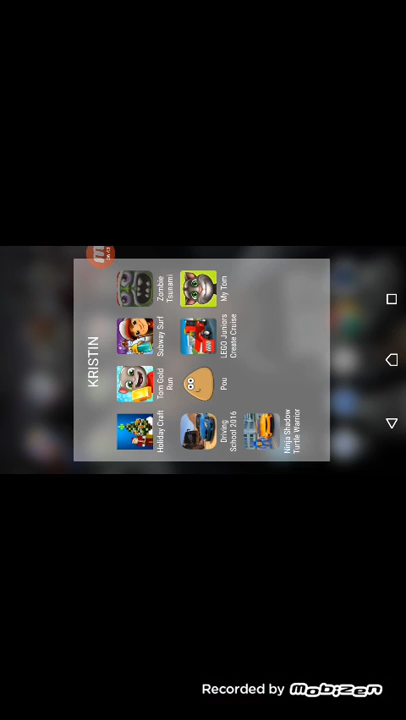 KRISTIN
Holiday Craft
Tom Gold
Run
Subway Surf
Zombie
Tsunami
Driving
School 2016
Pou
LEGO Juniors
Create Cruise
My Tom
Ninja Shadow
Turtle Warrior
Recorded by Mobizen